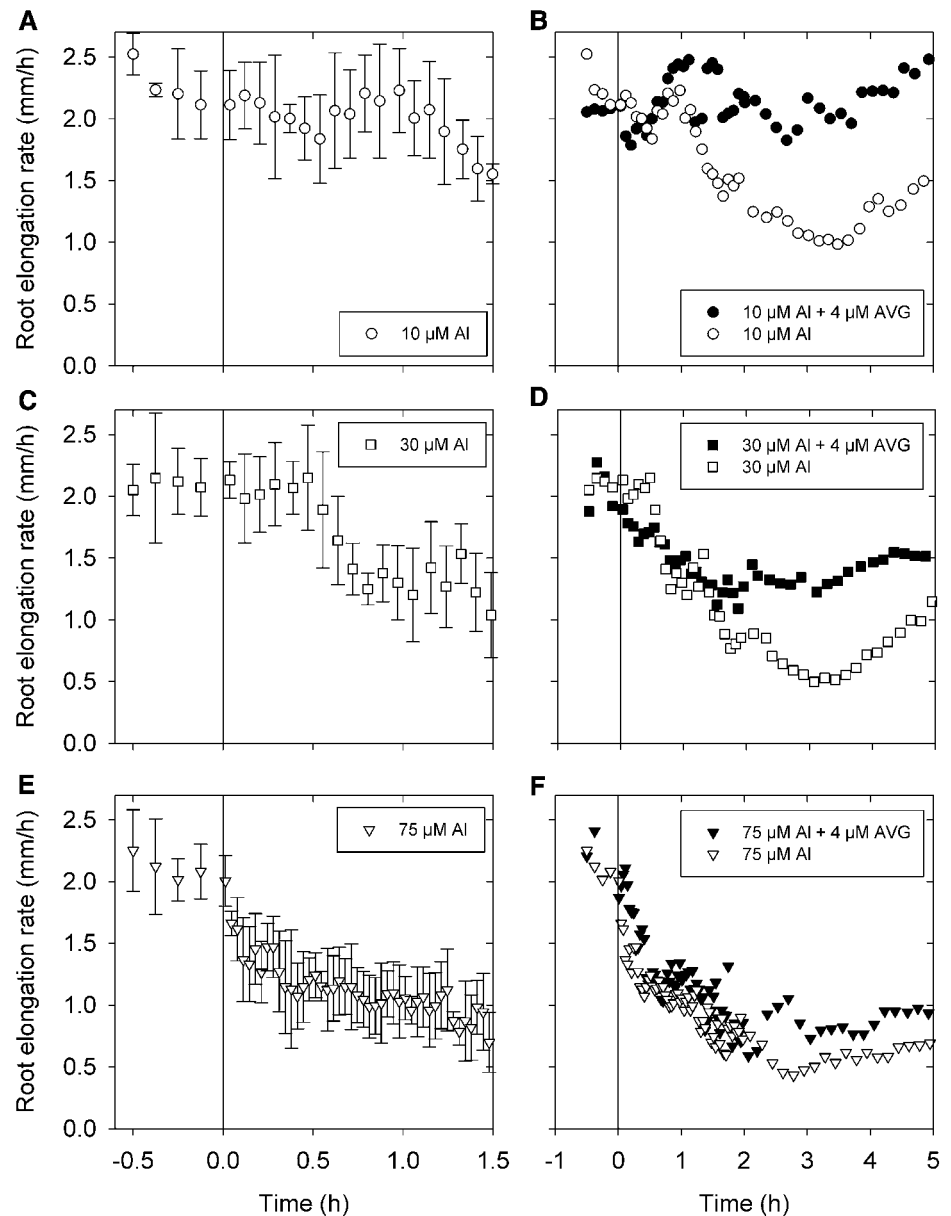 A
B
Root elongation rate (mm/h)
2.5
2.0
1.5
1.0
0.5
0.0
10 µM Al
10 µM Al + 4 µM AVG
10 µM Al
C
D
Root elongation rate (mm/h)
2.5
2.0
1.5
1.0
0.5
0.0
30 µM Al
30 µM Al + 4 µM AVG
30 µM Al
E
F
Root elongation rate (mm/h)
2.5
2.0
1.5
1.0
0.5
0.0
75 µM Al
75 µM Al + 4 µM AVG
75 µM Al
-0.5 0.0 0.5 1.0 1.5
-1 0 1 2 3 4 5
Time (h)
Time (h)